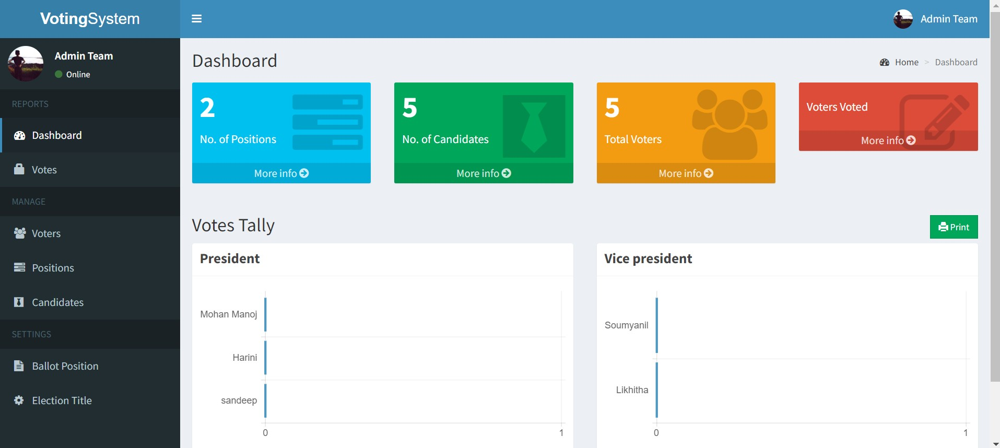 VotingSystem
Admin Team
Admin Team
Online
REPORTS
Dashboard
Votes
MANAGE
Voters
Positions
Candidates
SETTINGS
Ballot Position
Election Title
Dashboard
Home > Dashboard
2
No. of Positions
More info
5
No. of Candidates
More info
5
Total Voters
More info
Voters Voted
More info
Votes Tally
Print
President
Mohan Manoj
Harini
sandeep
0 1
Vice president
Soumyanil
Likhitha
0 1